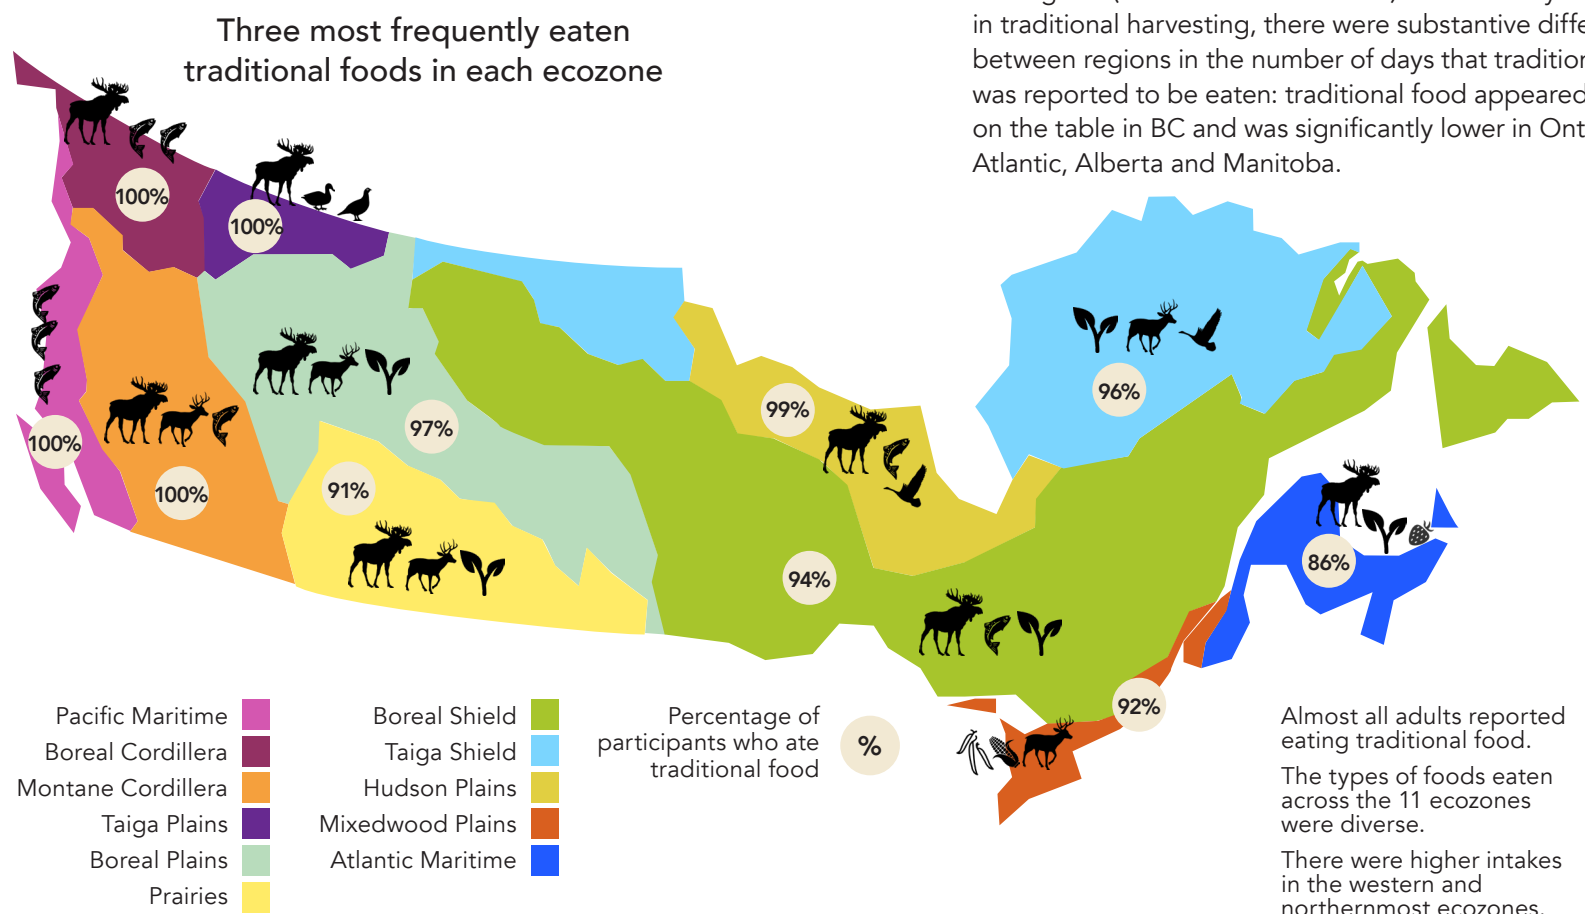 Three most frequently eaten
traditional foods in each ecozone
in traditional harvesting, there were substantive diffe
between regions in the number of days that tradition
was reported to be eaten: traditional food appeared
on the table in BC and was significantly lower in Ont
Atlantic, Alberta and Manitoba.
100%
100%
100%
100%
97%
91%
94%
99%
96%
86%
92%
Pacific Maritime
Boreal Cordillera
Montane Cordillera
Taiga Plains
Boreal Plains
Prairies
Boreal Shield
Taiga Shield
Hudson Plains
Mixedwood Plains
Atlantic Maritime
Percentage of
participants who ate
traditional food
%
Almost all adults reported
eating traditional food.
The types of foods eaten
across the 11 ecozones
were diverse.
There were higher intakes
in the western and
northernmost ecozones.